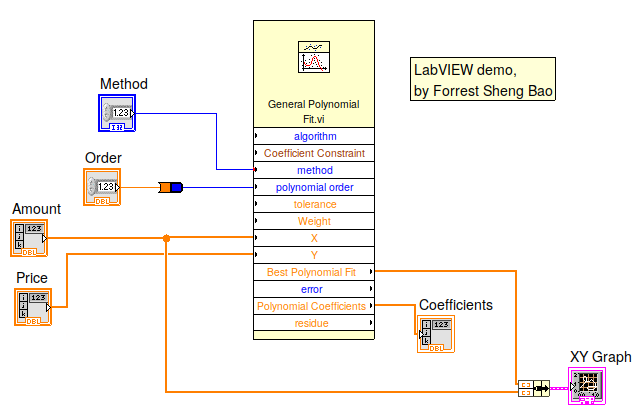 LabVIEW demo,
by Forrest Sheng Bao
Method
1.23
I32
Order
1.23
DBL
Amount
i
j
k
123
DBL
Price
i
j
k
123
DBL
General Polynomial
Fit.vi
algorithm
Coefficient Constraint
method
polynomial order
tolerance
Weight
X
Y
Best Polynomial Fit
error
Polynomial Coefficients
residue
Coefficients
i
j
k
123
DBL
XY Graph